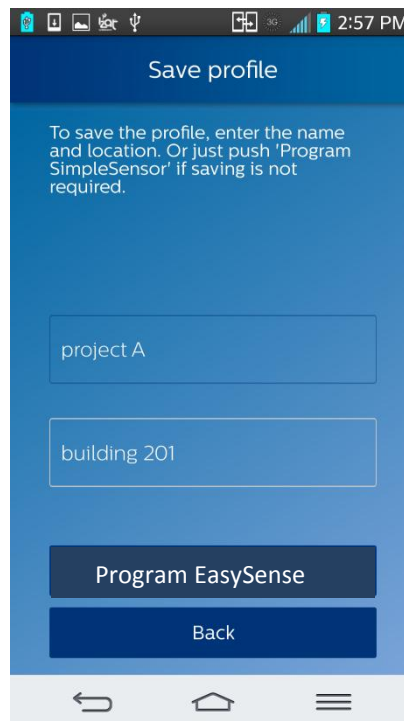 3G 2:57 PM
Save profile
To save the profile, enter the name
and location. Or just push 'Program
SimpleSensor' if saving is not
required.
project A
building 201
Program EasySense
Back